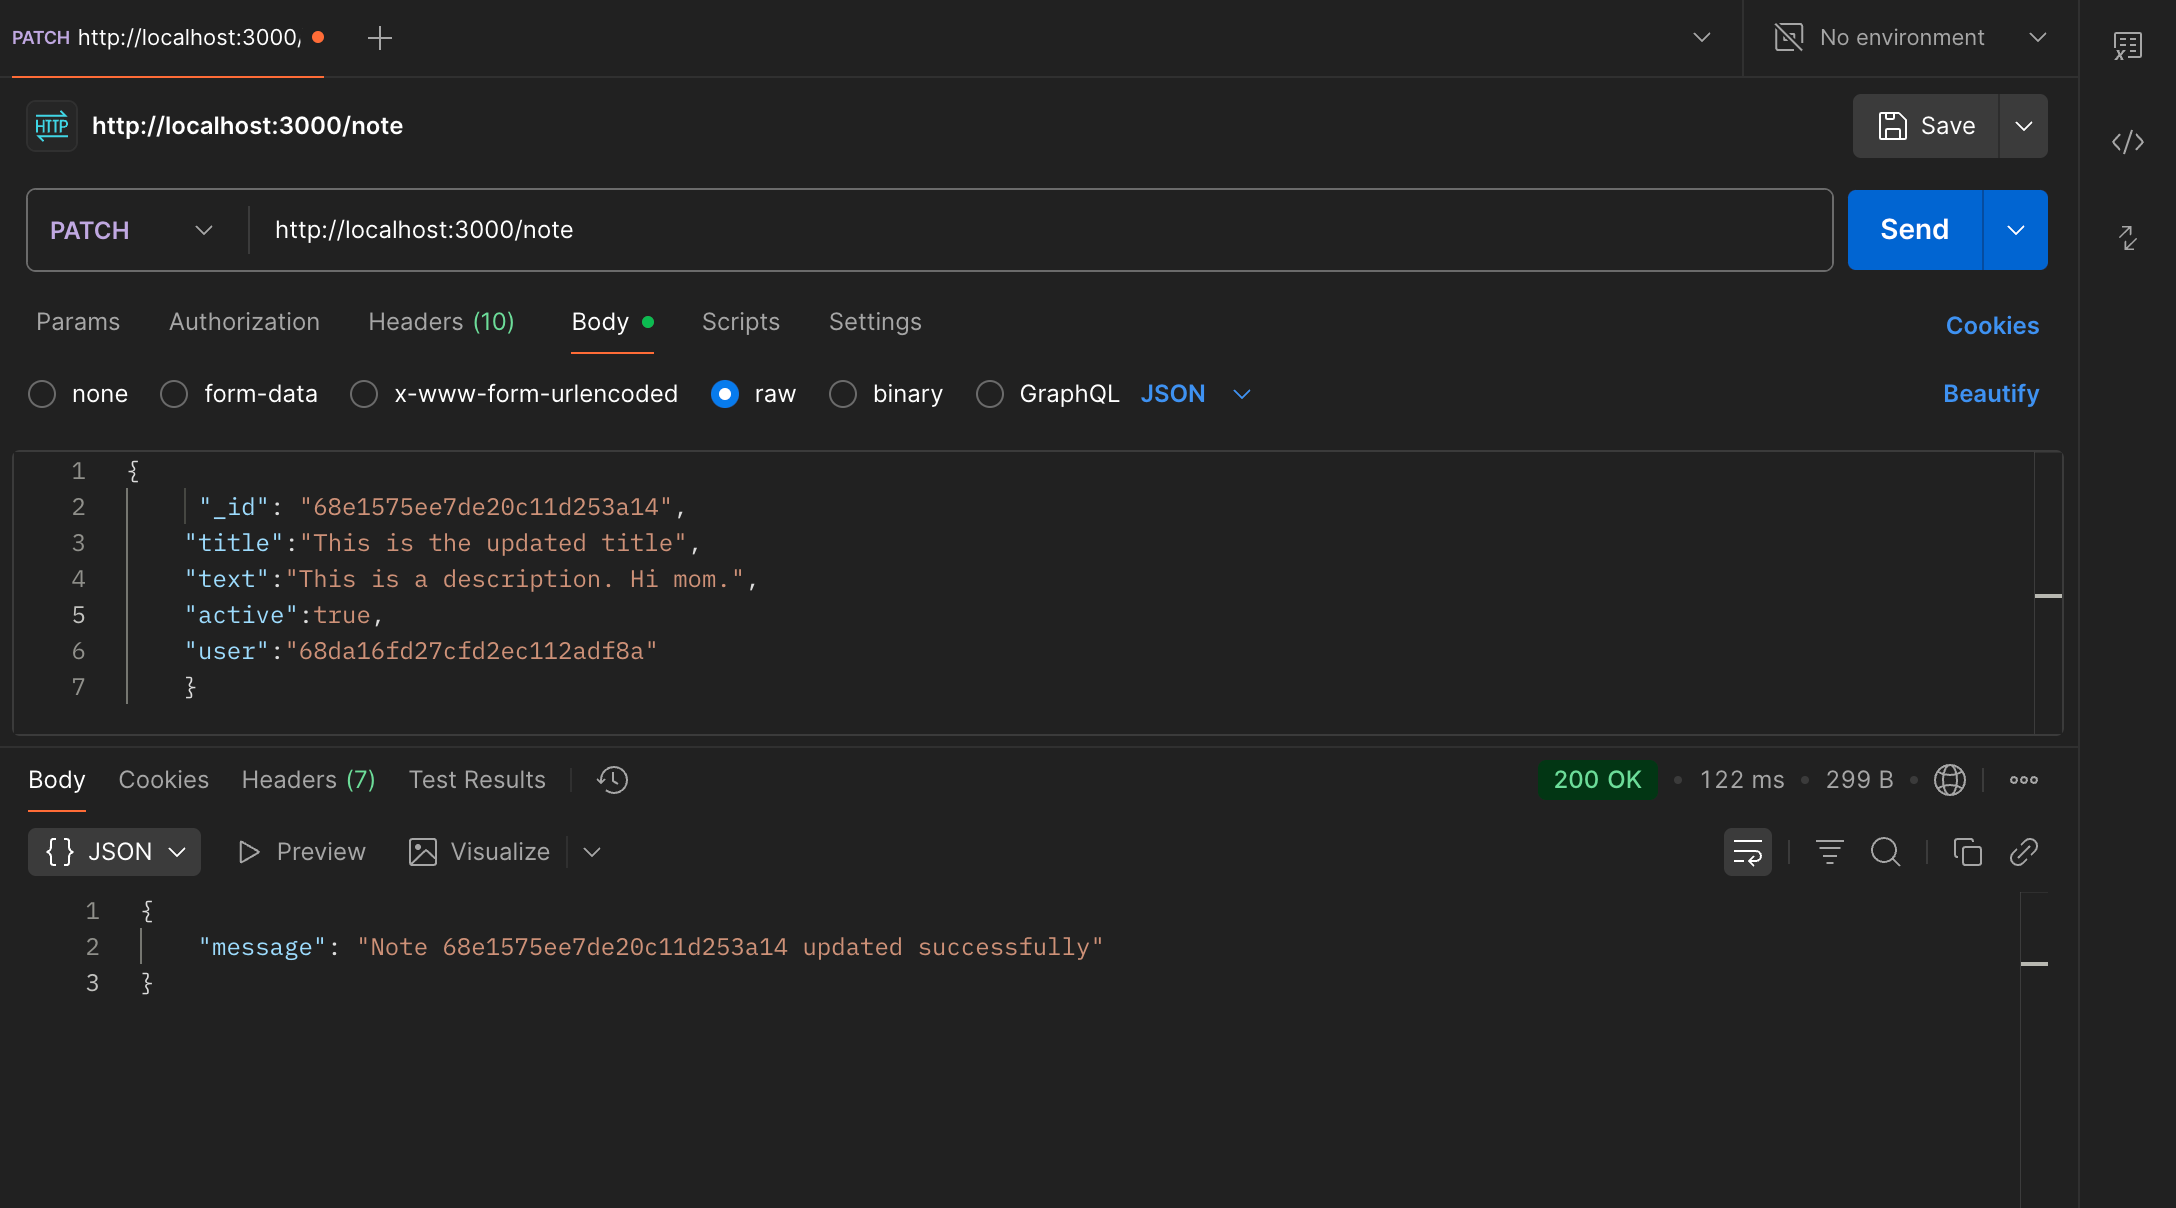 PATCH http://localhost:3000/
No environment
HTTP http://localhost:3000/note
Save
PATCH http://localhost:3000/note
Send
Params Authorization Headers (10) Body Scripts Settings Cookies
none form-data x-www-form-urlencoded raw binary GraphQL JSON Beautify
1 {
2 "_id": "68e1575ee7de20c11d253a14",
3 "title":"This is the updated title",
4 "text":"This is a description. Hi mom.",
5 "active":true,
6 "user":"68da16fd27cfd2ec112adf8a"
7 }
Body Cookies Headers (7) Test Results 200 OK • 122 ms • 299 B •
{} JSON Preview Visualize
1 {
2 "message": "Note 68e1575ee7de20c11d253a14 updated successfully"
3 }